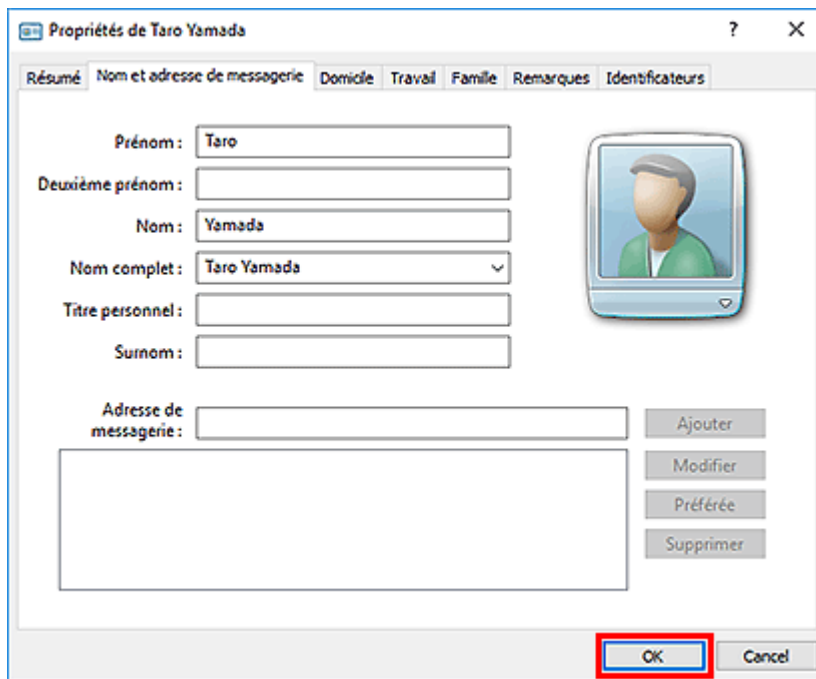 Propriétés de Taro Yamada
?
Résumé Nom et adresse de messagerie Domicile Travail Famille Remarques Identificateurs
Prénom : Taro
Deuxième prénom :
Nom : Yamada
Nom complet : Taro Yamada
Titre personnel :
Surnom :
Adresse de
messagerie :
Ajouter
Modifier
Préférée
Supprimer
OK Cancel